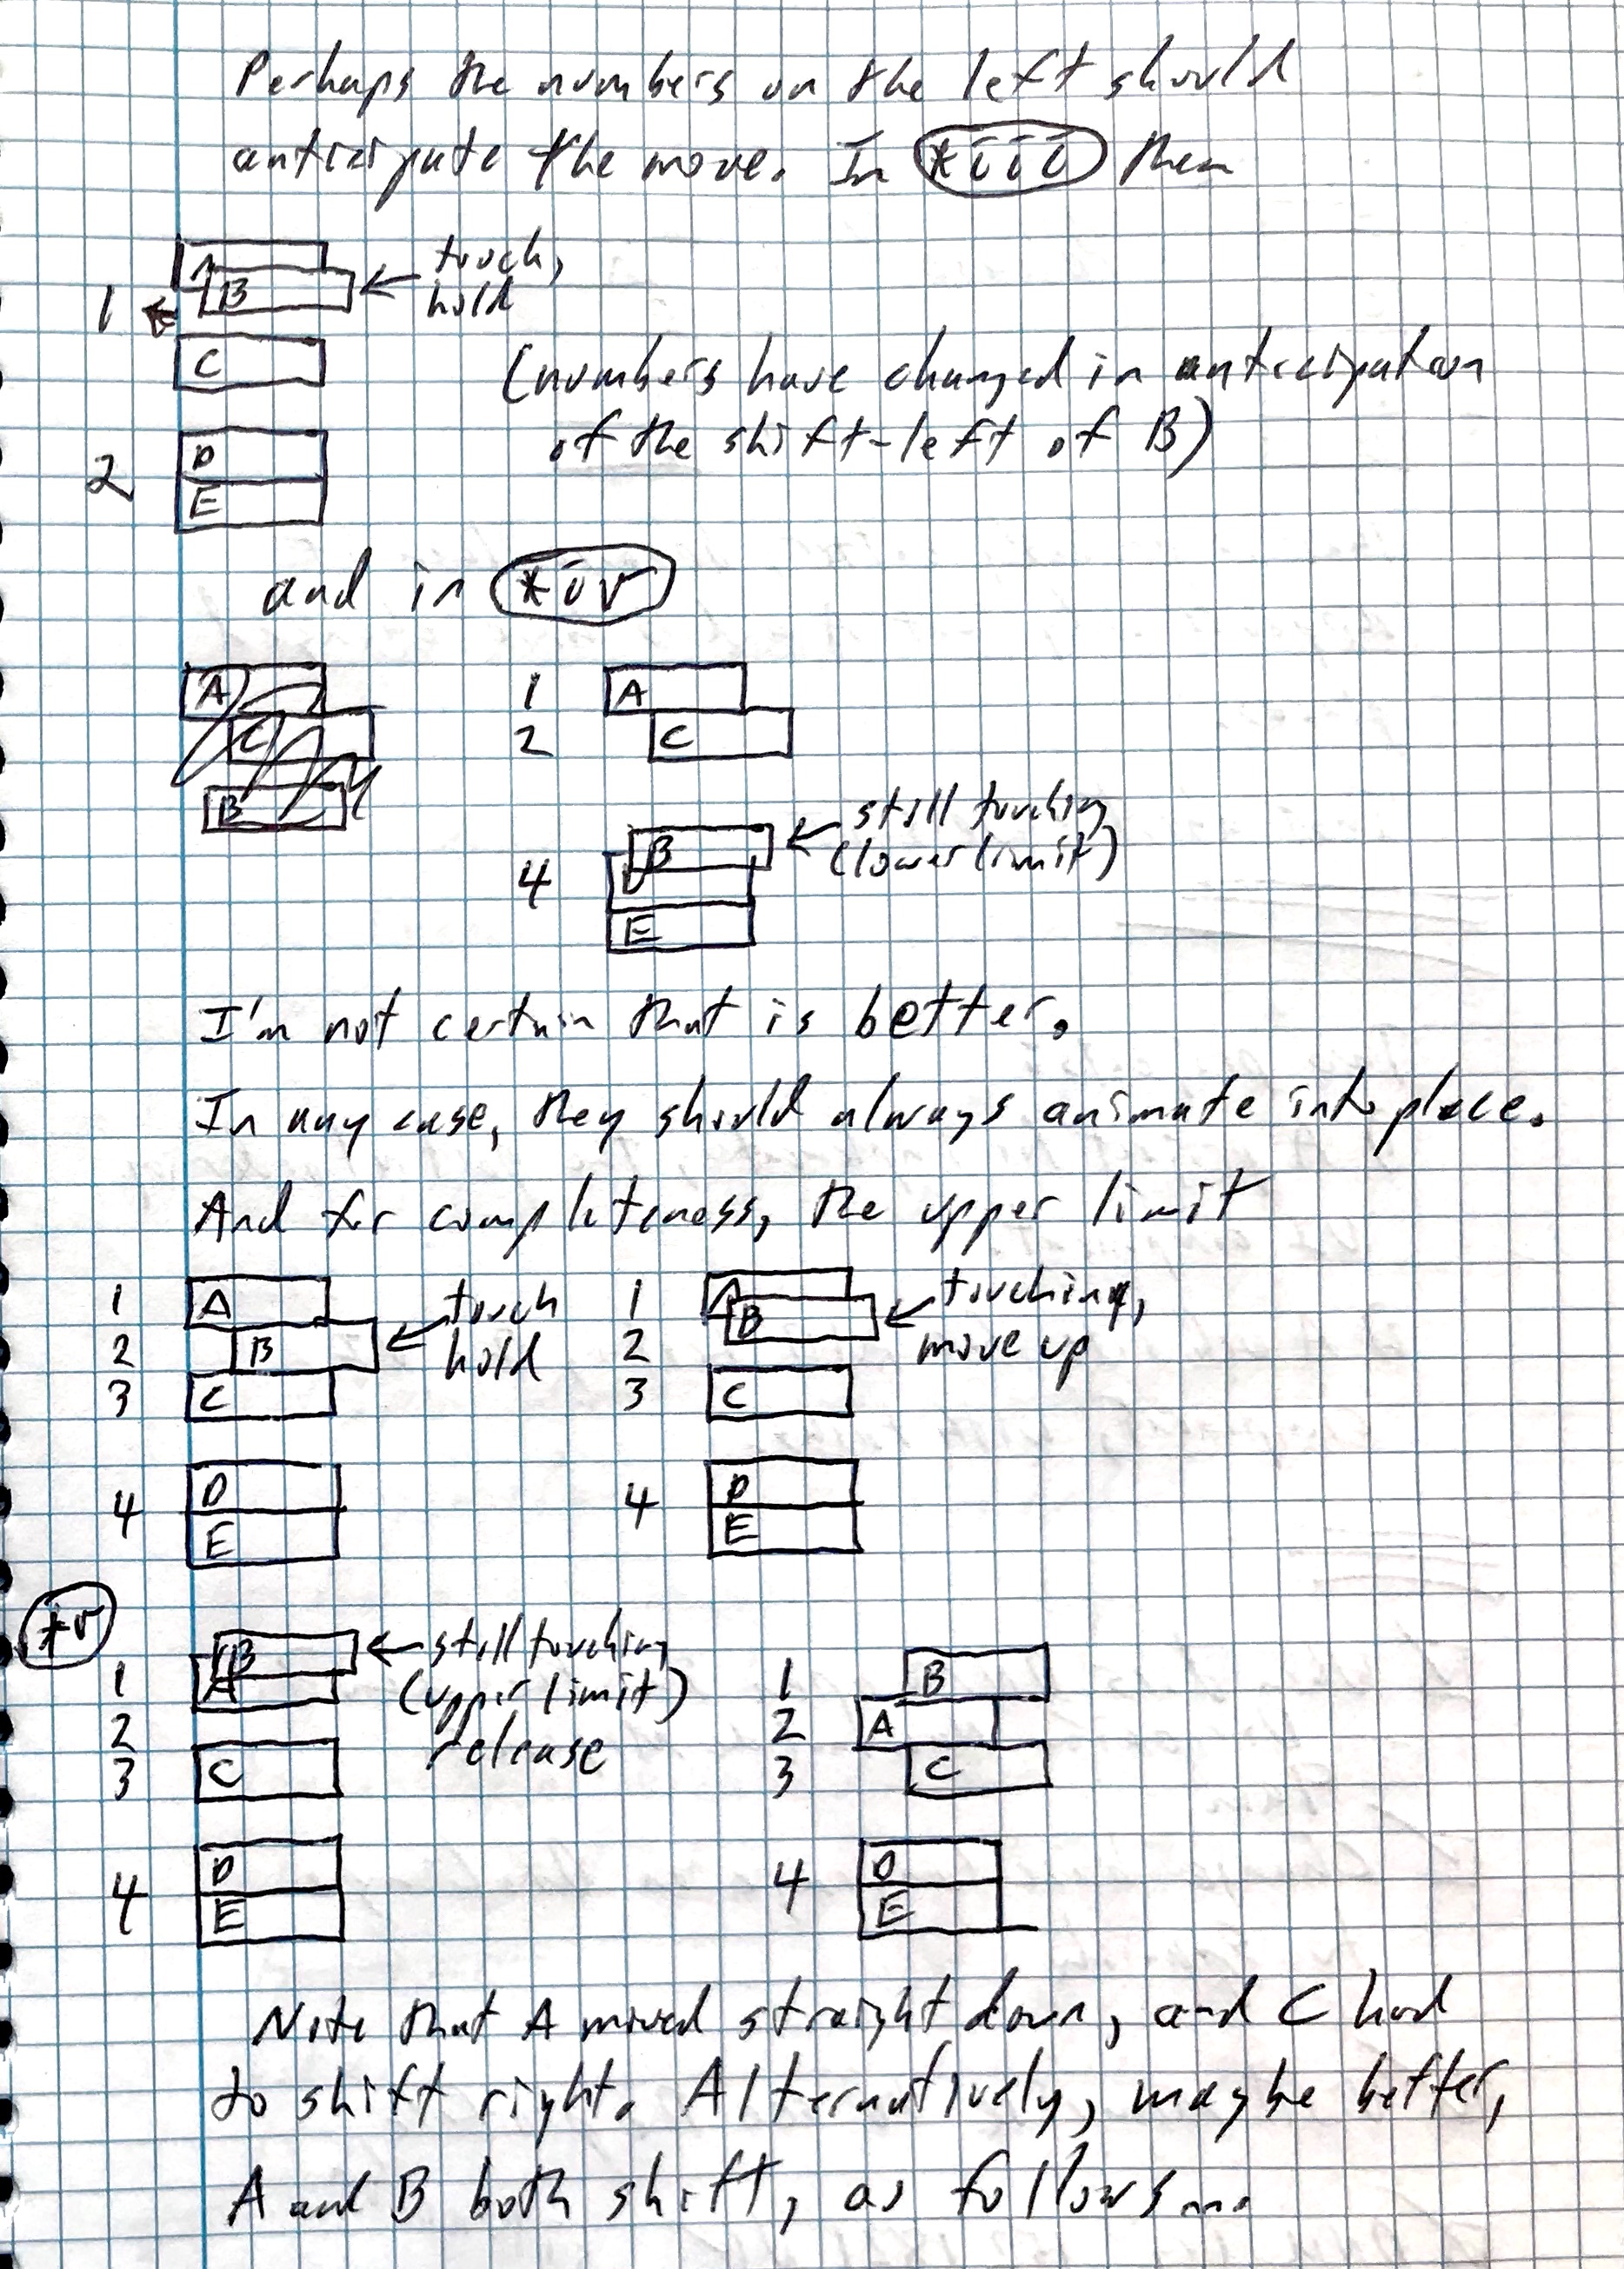 Perhaps the numbers on the left should
anticipate the move. In *iii then
A
B ← touch,
hold
1 ←
C
(numbers have changed in anticipation
of the shift-left of B)
2
D
E
and in *iv
A
C
B
1 A
2 C
B ← still touching
(lower limit)
4 D
E
I'm not certain that is better.
In any case, they should always animate into place.
And for completeness, the upper limit
1 A
2 B ← touch
hold
3 C
4 D
E
1 A
B ← touching,
move up
2
3 C
4 D
E
*v
B ← still touching
(upper limit)
release
1 A
2
3 C
4 D
E
1 B
2 A
3 C
4 D
E
Note that A moved straight down, and C had
to shift right. Alternatively, maybe better,
A and B both shift, as follows...